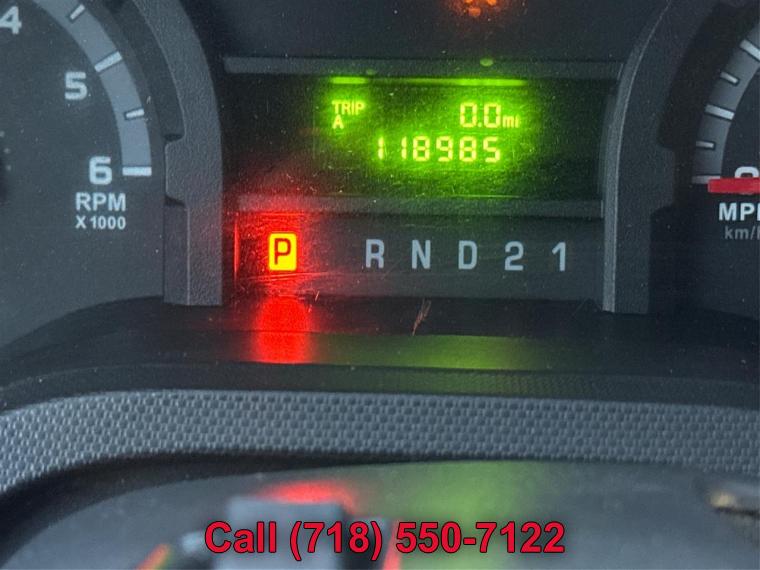 4
5
6
RPM
X1000
TRIP
A
0.0mi
118985
P R N D 2 1
MPH
km/h
Call (718) 550-7122